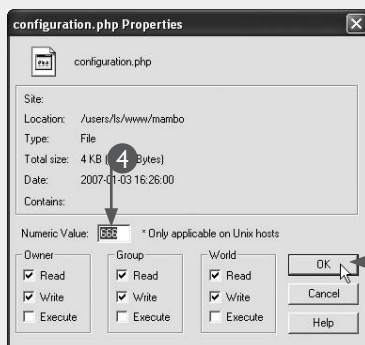 configuration.php Properties
configuration.php
Site:
Location: /users/ls/www/mambo
Type: File
Total size: 4 KB Bytes)
Date: 2007-01-03 16:26:00
Contains:
4
Numeric Value: 666 * Only applicable on Unix hosts
Owner Group World
Read Read Read OK
Write Write Write Cancel
Execute Execute Execute Help